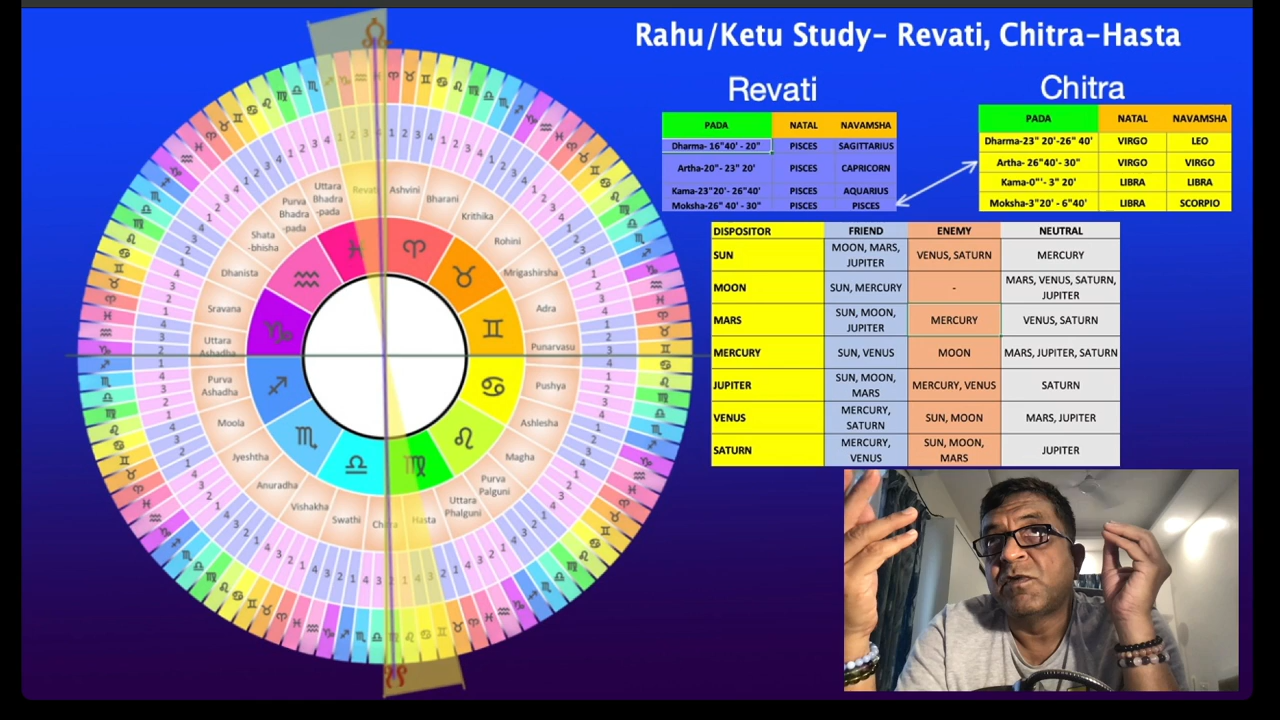 Rahu/Ketu Study- Revati, Chitra-Hasta
Revati
PADA NATAL NAVAMSHA
Dharma- 16"40' - 20" PISCES SAGITTARIUS
Artha-20"- 23" 20' PISCES CAPRICORN
Kama-23"20'- 26"40' PISCES AQUARIUS
Moksha-26" 40' - 30" PISCES PISCES
Chitra
PADA NATAL NAVAMSHA
Dharma-23" 20'-26" 40' VIRGO LEO
Artha- 26"40'- 30" VIRGO VIRGO
Kama-0"'- 3" 20' LIBRA LIBRA
Moksha-3"20' - 6"40' LIBRA SCORPIO
DISPOSITOR FRIEND ENEMY NEUTRAL
SUN MOON, MARS, JUPITER VENUS, SATURN MERCURY
MOON SUN, MERCURY - MARS, VENUS, SATURN, JUPITER
MARS SUN, MOON, JUPITER MERCURY VENUS, SATURN
MERCURY SUN, VENUS MOON MARS, JUPITER, SATURN
JUPITER SUN, MOON, MARS MERCURY, VENUS SATURN
VENUS MERCURY, SATURN SUN, MOON MARS, JUPITER
SATURN MERCURY, VENUS SUN, MOON, MARS JUPITER
Ashvini
Bharani
Krithika
Rohini
Mrigashirsha
Adra
Punarvasu
Pushya
Ashlesha
Magha
Purva
Palguni
Uttara
Phalguni
Hasta
Swathi
Vishakha
Anuradha
Jyeshtha
Moola
Purva
Ashadha
Uttara
Ashadha
Sravana
Dhanista
Shata
-bhisha
Purva
Bhadra
-pada
Uttara
Bhadra
-pada
Revati